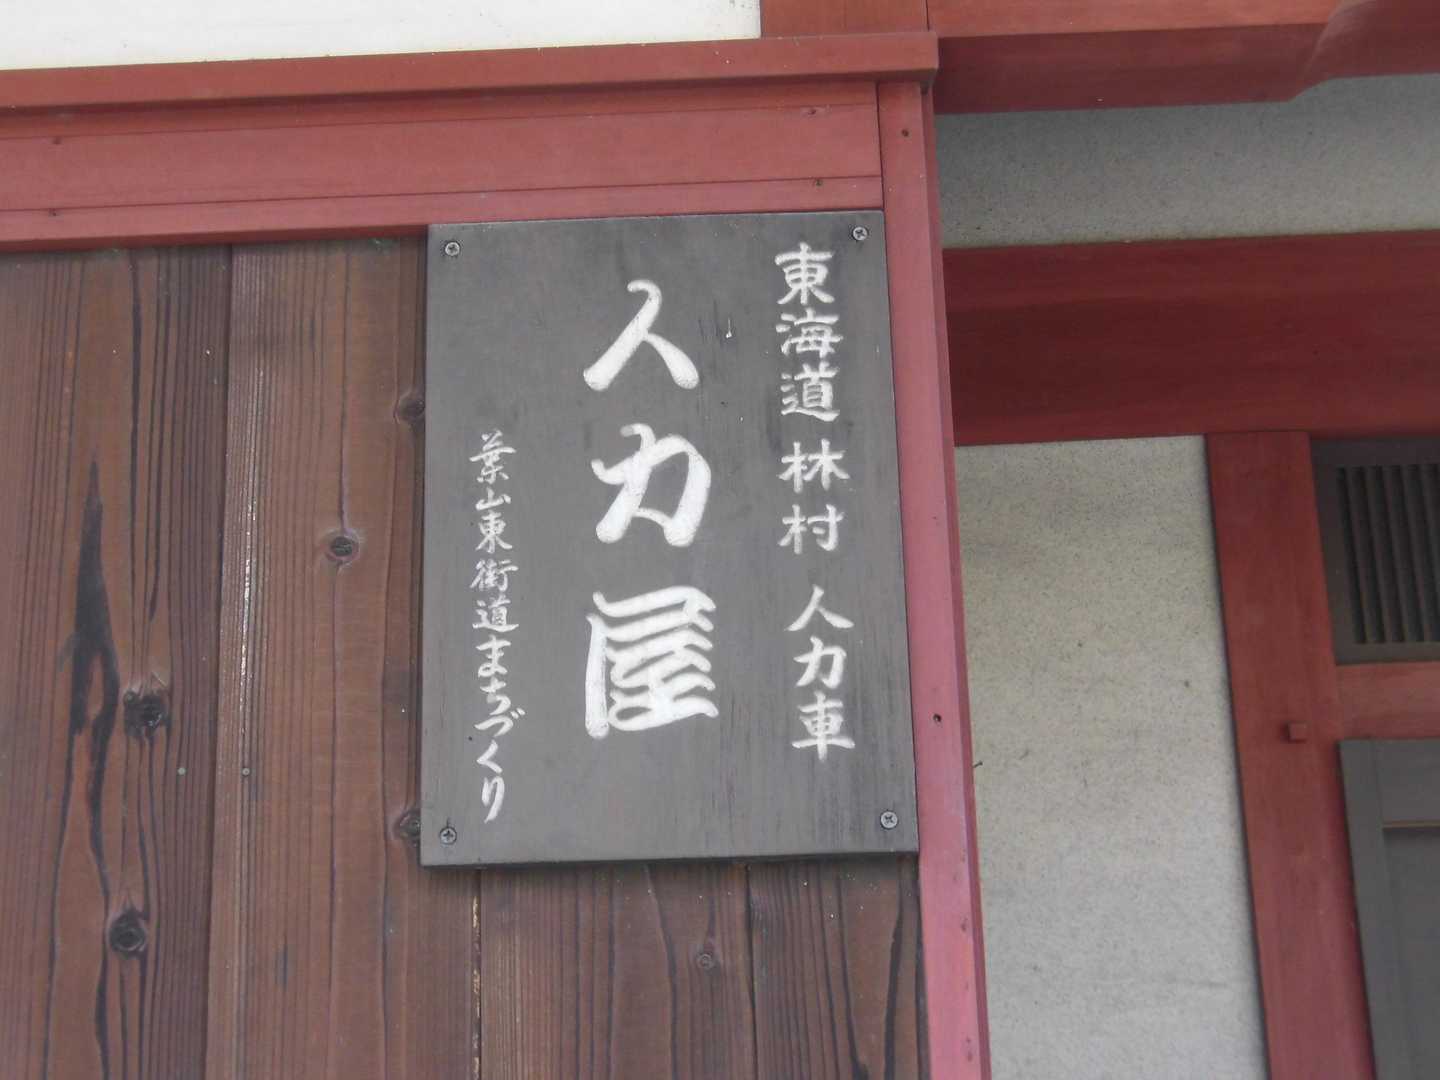 東海道 林村 人力車
人力屋
葉山東街道まちづくり